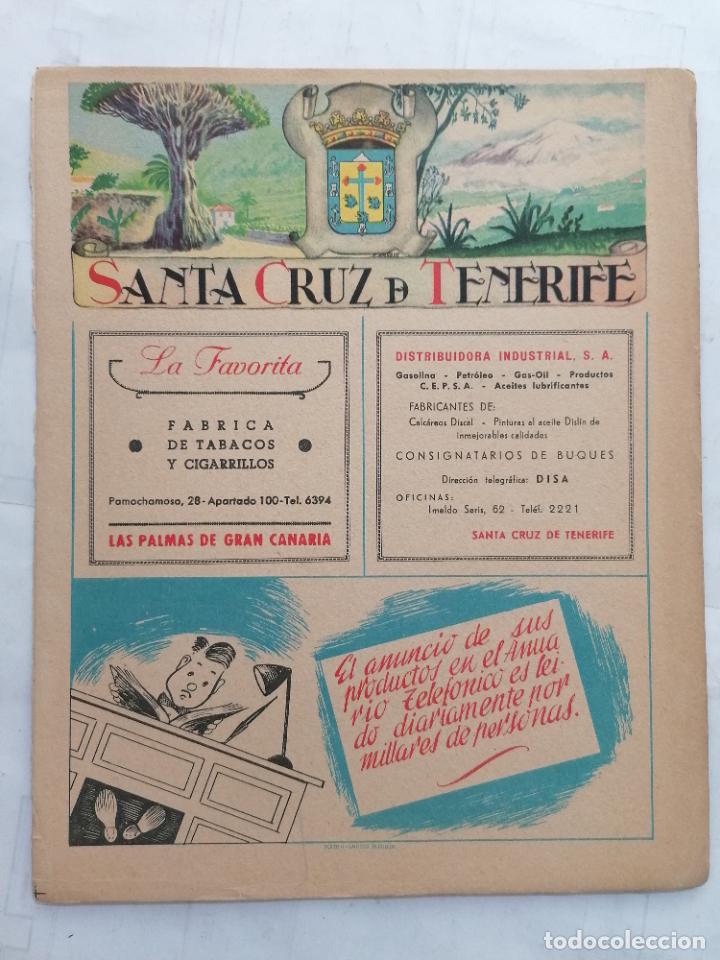 SANTA CRUZ D TENERIFE
La Favorita
FABRICA
DE TABACOS
Y CIGARRILLOS
Pamochamoso, 28-Apartado 100-Tel. 6394
LAS PALMAS DE GRAN CANARIA
DISTRIBUIDORA INDUSTRIAL, S. A.
Gasolina - Petróleo - Gas-Oil - Productos
C. E. P. S. A. - Aceites lubrificantes
FABRICANTES DE:
Calcáreos Discal - Pinturas al aceite Dislin de
inmejorables calidades
CONSIGNATARIOS DE BUQUES
Dirección telegráfica: DISA
OFICINAS:
Imeldo Seris, 62 - Teléf. 2221
SANTA CRUZ DE TENERIFE
El anuncio de sus
productos en el Anua
rio Telefonico es leí-
do diariamente por
millares de personas.
todocoleccion
todocoleccion.net